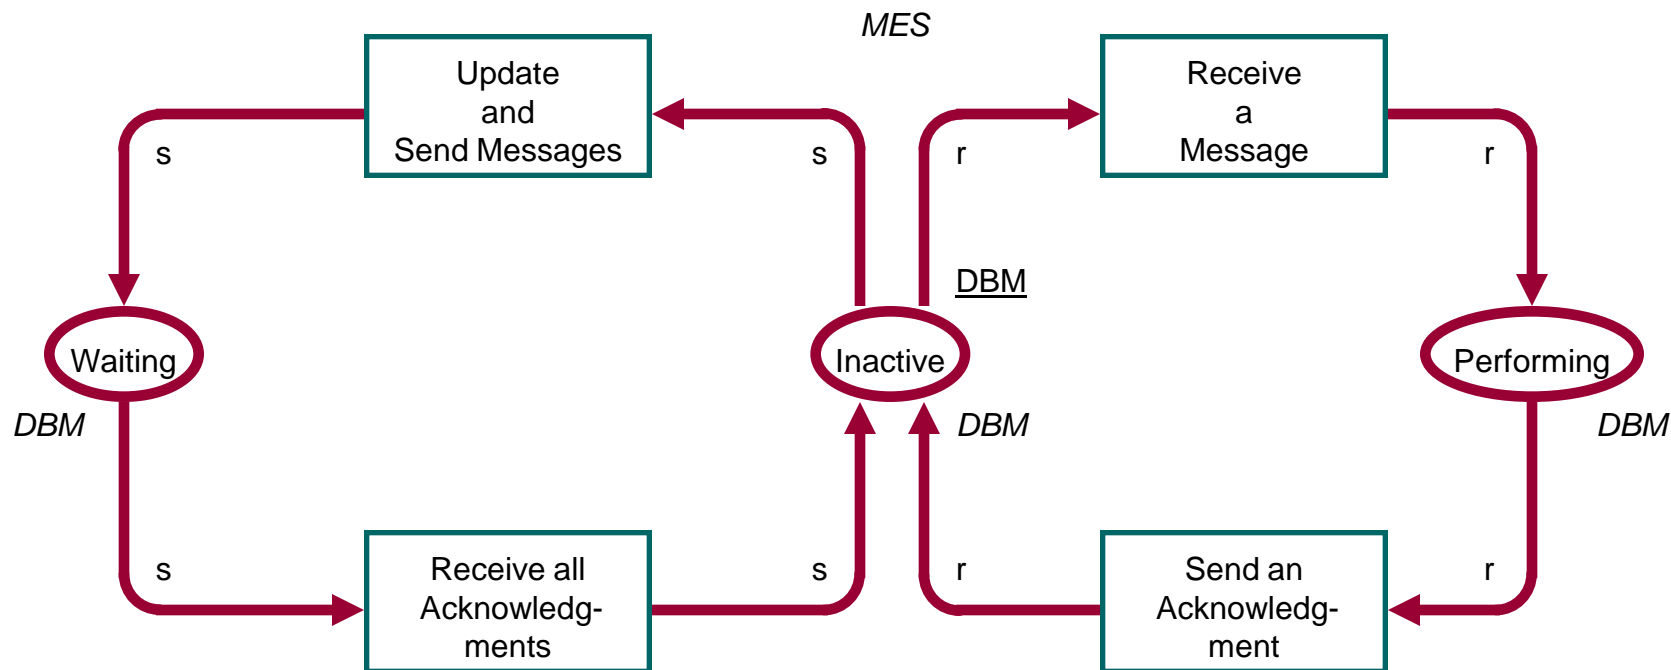 MES
Update
and
Send Messages
Receive
a
Message
s
s
r
r
DBM
Waiting
Inactive
Performing
DBM
DBM
DBM
s
s
r
r
Receive all
Acknowledg-
ments
Send an
Acknowledg-
ment